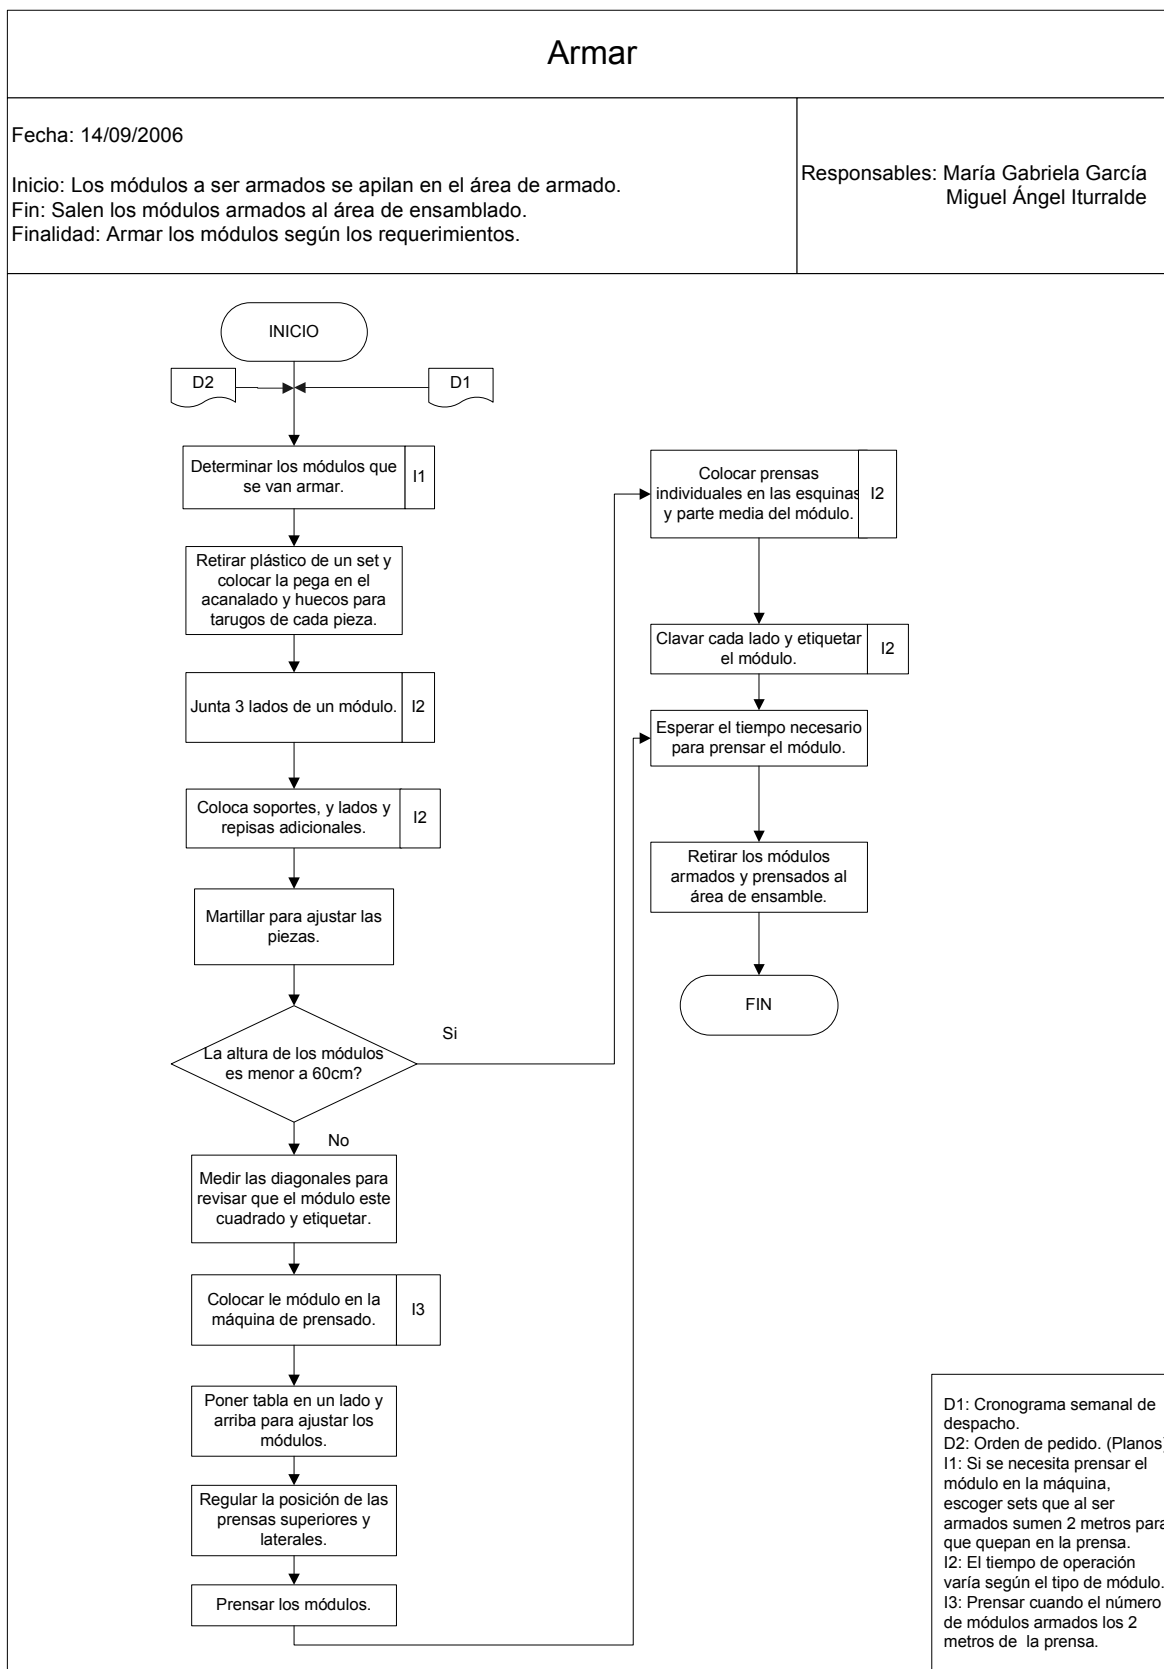 Armar
Fecha: 14/09/2006
Inicio: Los módulos a ser armados se apilan en el área de armado.
Fin: Salen los módulos armados al área de ensamblado.
Finalidad: Armar los módulos según los requerimientos.
Responsables: María Gabriela García
Miguel Ángel Iturralde
INICIO
D2
D1
Determinar los módulos que
se van armar.
I1
Retirar plástico de un set y
colocar la pega en el
acanalado y huecos para
tarugos de cada pieza.
Junta 3 lados de un módulo.
I2
Coloca soportes, y lados y
repisas adicionales.
I2
Martillar para ajustar las
piezas.
La altura de los módulos
es menor a 60cm?
Si
No
Medir las diagonales para
revisar que el módulo este
cuadrado y etiquetar.
Colocar le módulo en la
máquina de prensado.
I3
Poner tabla en un lado y
arriba para ajustar los
módulos.
Regular la posición de las
prensas superiores y
laterales.
Prensar los módulos.
Colocar prensas
individuales en las esquinas
y parte media del módulo.
I2
Clavar cada lado y etiquetar
el módulo.
I2
Esperar el tiempo necesario
para prensar el módulo.
Retirar los módulos
armados y prensados al
área de ensamble.
FIN
D1: Cronograma semanal de
despacho.
D2: Orden de pedido. (Planos)
I1: Si se necesita prensar el
módulo en la máquina,
escoger sets que al ser
armados sumen 2 metros para
que quepan en la prensa.
I2: El tiempo de operación
varía según el tipo de módulo.
I3: Prensar cuando el número
de módulos armados los 2
metros de la prensa.